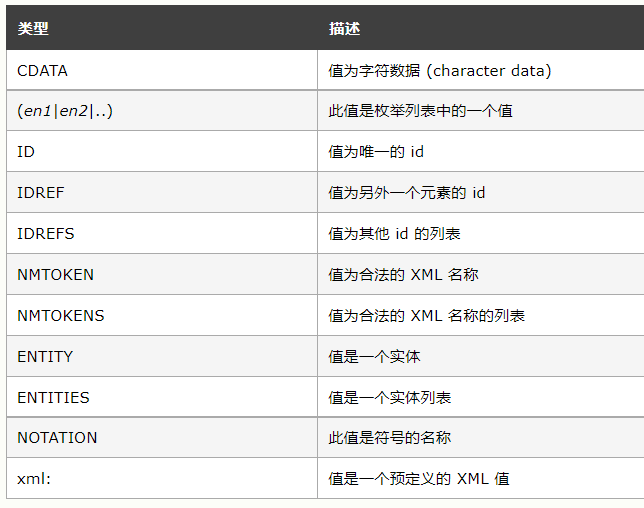 类型 描述
CDATA 值为字符数据 (character data)
(en1|en2|..) 此值是枚举列表中的一个值
ID 值为唯一的 id
IDREF 值为另外一个元素的 id
IDREFS 值为其他 id 的列表
NMTOKEN 值为合法的 XML 名称
NMTOKENS 值为合法的 XML 名称的列表
ENTITY 值是一个实体
ENTITIES 值是一个实体列表
NOTATION 此值是符号的名称
xml: 值是一个预定义的 XML 值